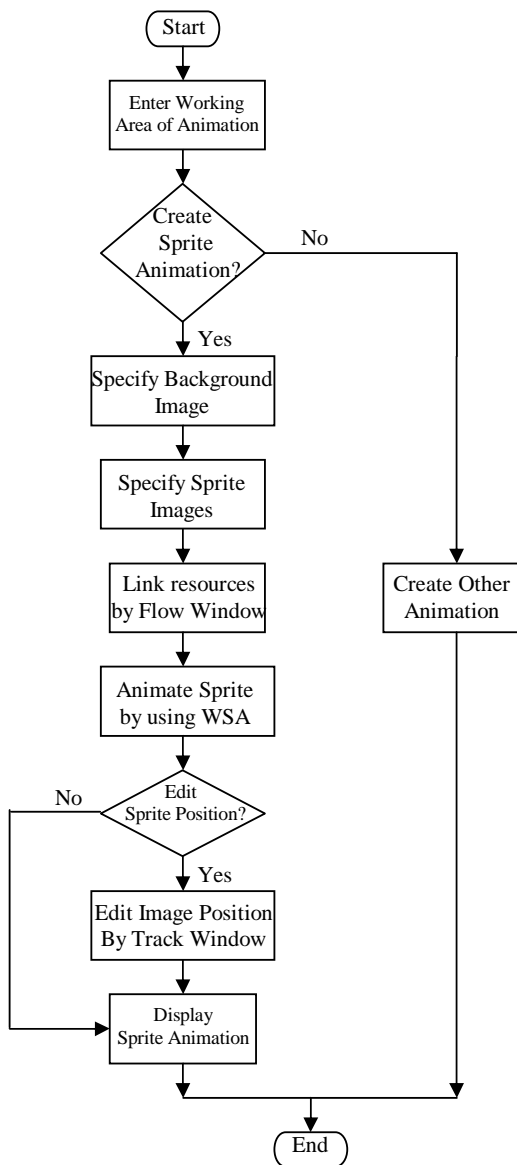 Start
Enter Working
Area of Animation
Create
Sprite
Animation?
No
Yes
Specify Background
Image
Specify Sprite
Images
Link resources
by Flow Window
Create Other
Animation
Animate Sprite
by using WSA
Edit
Sprite Position?
No
Yes
Edit Image Position
By Track Window
Display
Sprite Animation
End